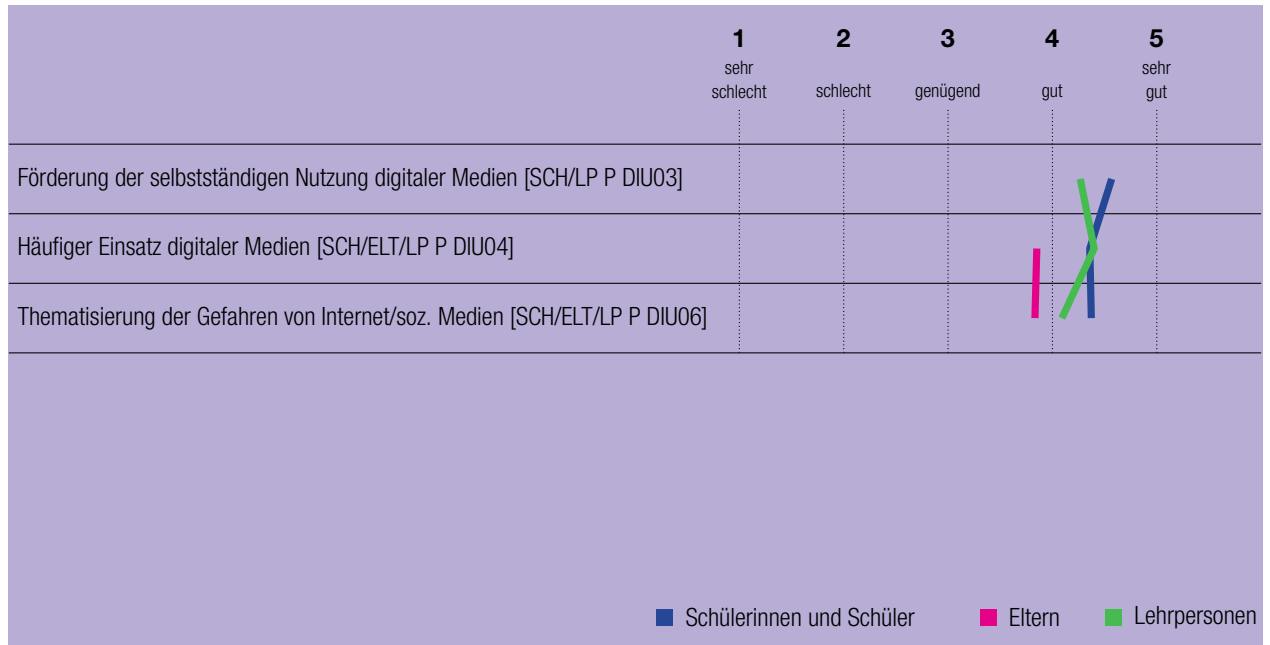 1 2 3 4 5
sehr schlecht schlecht genügend gut sehr gut
Förderung der selbstständigen Nutzung digitaler Medien [SCH/LP P DIU03]
Häufiger Einsatz digitaler Medien [SCH/ELT/LP P DIU04]
Thematisierung der Gefahren von Internet/soz. Medien [SCH/ELT/LP P DIU06]
Schülerinnen und Schüler Eltern Lehrpersonen